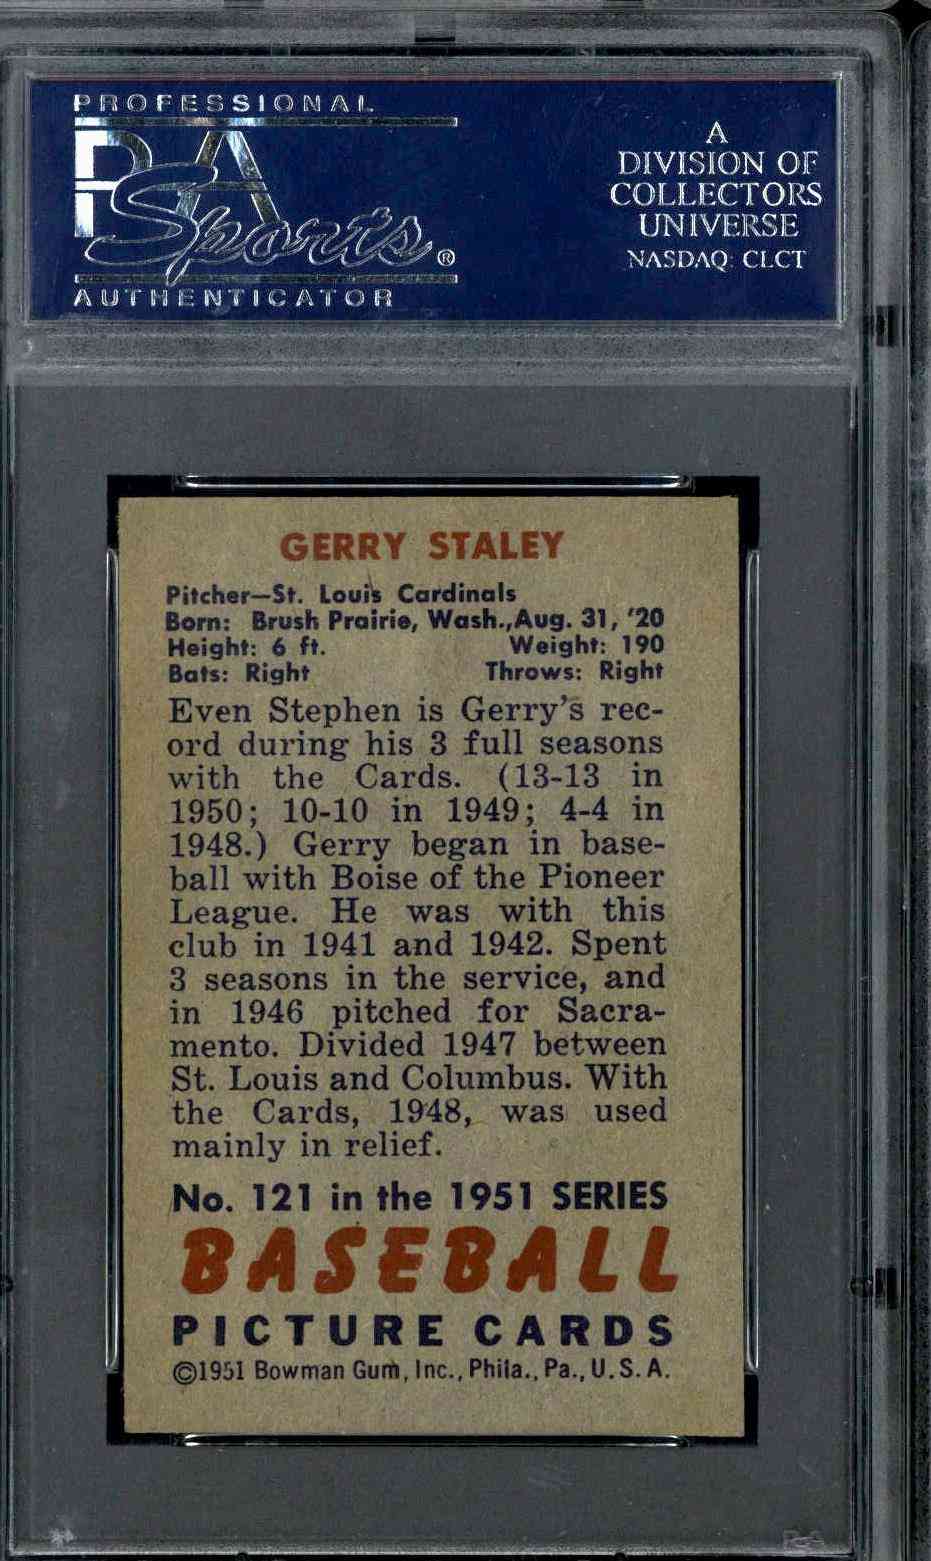 PROFESSIONAL
PSA
Sports®
AUTHENTICATOR
A
DIVISION OF
COLLECTORS
UNIVERSE
NASDAQ: CLCT
GERRY STALEY
Pitcher—St. Louis Cardinals
Born: Brush Prairie, Wash., Aug. 31, '20
Height: 6 ft. Weight: 190
Bats: Right Throws: Right
Even Stephen is Gerry's rec-
ord during his 3 full seasons
with the Cards. (13-13 in
1950; 10-10 in 1949; 4-4 in
1948.) Gerry began in base-
ball with Boise of the Pioneer
League. He was with this
club in 1941 and 1942. Spent
3 seasons in the service, and
in 1946 pitched for Sacra-
mento. Divided 1947 between
St. Louis and Columbus. With
the Cards, 1948, was used
mainly in relief.
No. 121 in the 1951 SERIES
BASEBALL
PICTURE CARDS
©1951 Bowman Gum, Inc., Phila., Pa., U.S.A.